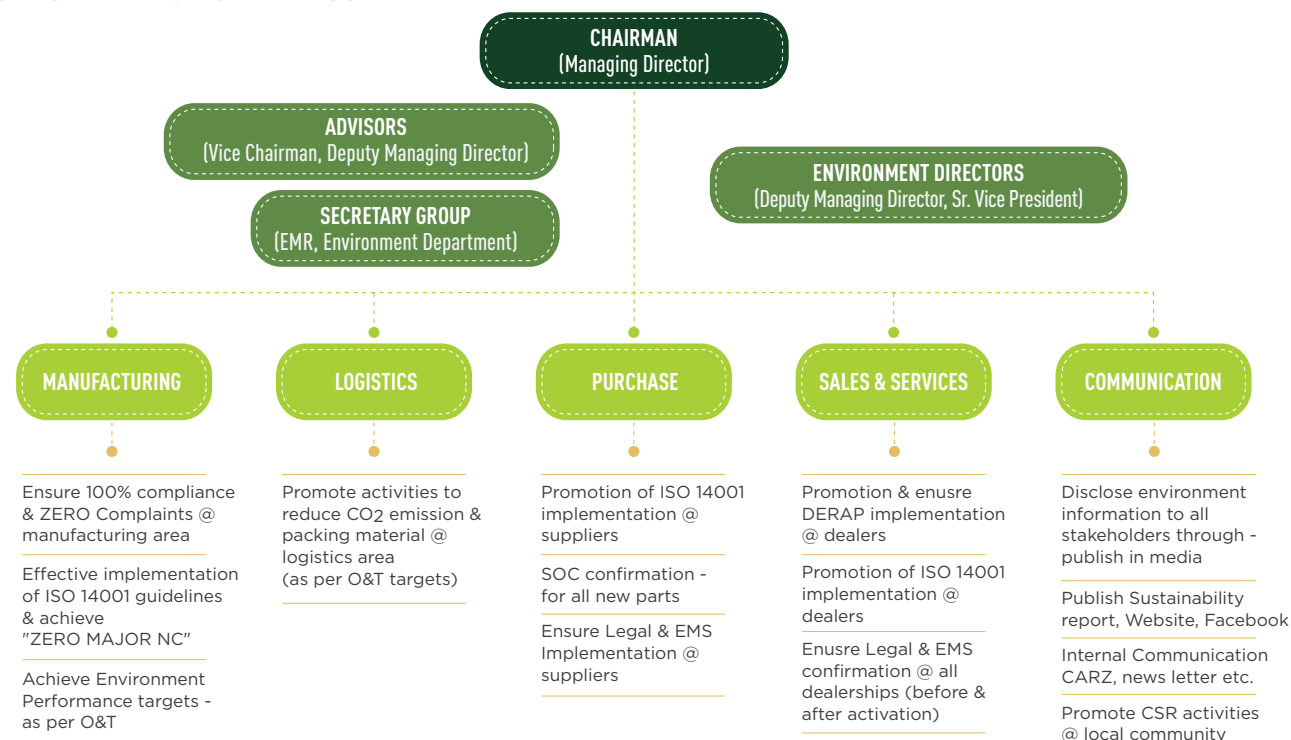 CHAIRMAN
(Managing Director)
ADVISORS
(Vice Chairman, Deputy Managing Director)
ENVIRONMENT DIRECTORS
(Deputy Managing Director, Sr. Vice President)
SECRETARY GROUP
(EMR, Environment Department)
MANUFACTURING
Ensure 100% compliance
& ZERO Complaints @
manufacturing area
Effective implementation
of ISO 14001 guidelines
& achieve
"ZERO MAJOR NC"
Achieve Environment
Performance targets -
as per O&T
LOGISTICS
Promote activities to
reduce CO2 emission &
packing material @
logistics area
(as per O&T targets)
PURCHASE
Promotion of ISO 14001
implementation @
suppliers
SOC confirmation -
for all new parts
Ensure Legal & EMS
Implementation @
suppliers
SALES & SERVICES
Promotion & enusre
DERAP implementation
@ dealers
Promotion of ISO 14001
implementation @
dealers
Enusre Legal & EMS
confirmation @ all
dealerships (before &
after activation)
COMMUNICATION
Disclose environment
information to all
stakeholders through -
publish in media
Publish Sustainability
report, Website, Facebook
Internal Communication
CARZ, news letter etc.
Promote CSR activities
@ local community